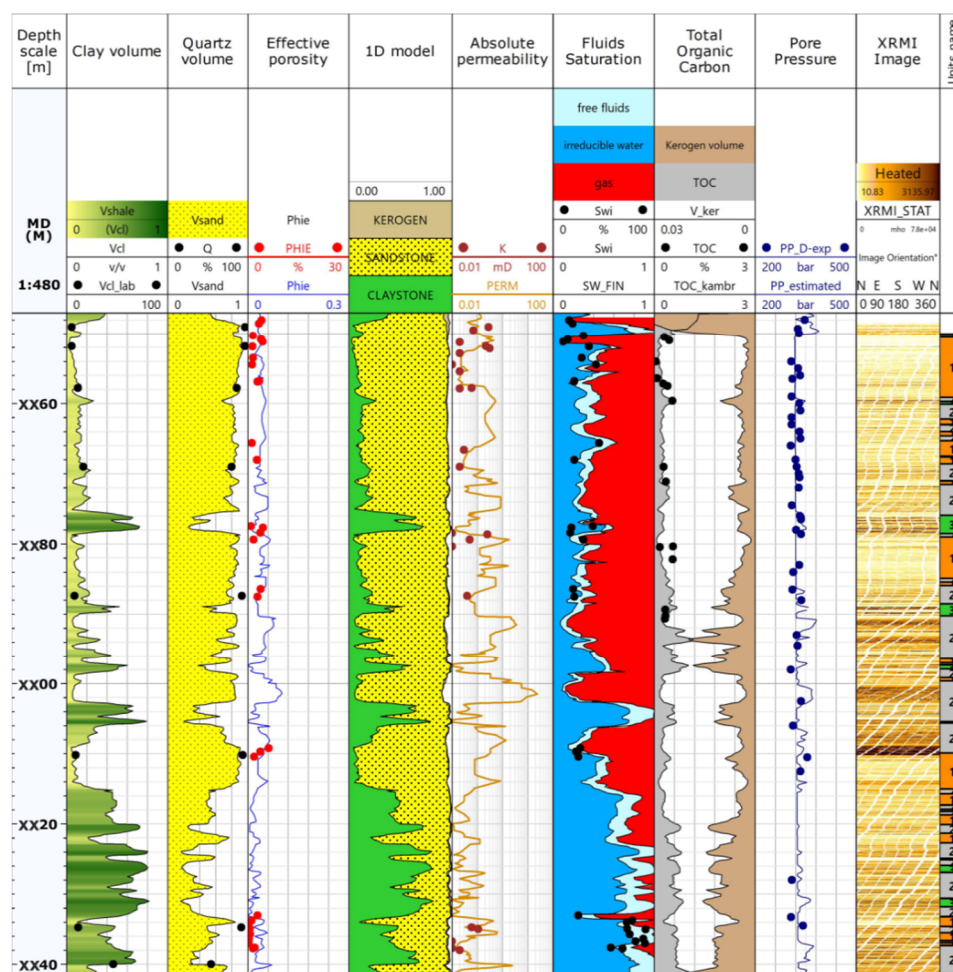 Depth scale [m]
Clay volume
Quartz volume
Effective porosity
1D model
Absolute permeability
Fluids Saturation
Total Organic Carbon
Pore Pressure
XRMI Image
Units name
MD (M)
1:480
Vshale
0 (Vcl) 1
Vcl
0 v/v 1
Vcl_lab
0 100
Vsand
Q
0 % 100
Vsand
0 1
Phie
PHIE
0 % 30
Phie
0 0.3
0.00 1.00
KEROGEN
SANDSTONE
CLAYSTONE
K
0.01 mD 100
PERM
0.01 100
free fluids
irreducible water
gas
Swi
0 % 100
Swi
0 1
SW_FIN
0 1
Kerogen volume
TOC
V_ker
0.03 0
TOC
0 % 3
TOC_kambr
0 3
PP_D-exp
200 bar 500
PP_estimated
200 bar 500
Heated
10.83 3135.97
XRMI_STAT
0 mho 7.8e+04
Image Orientation°
N E S W N
0 90 180 360
XX60
XX80
XX00
XX20
XX40